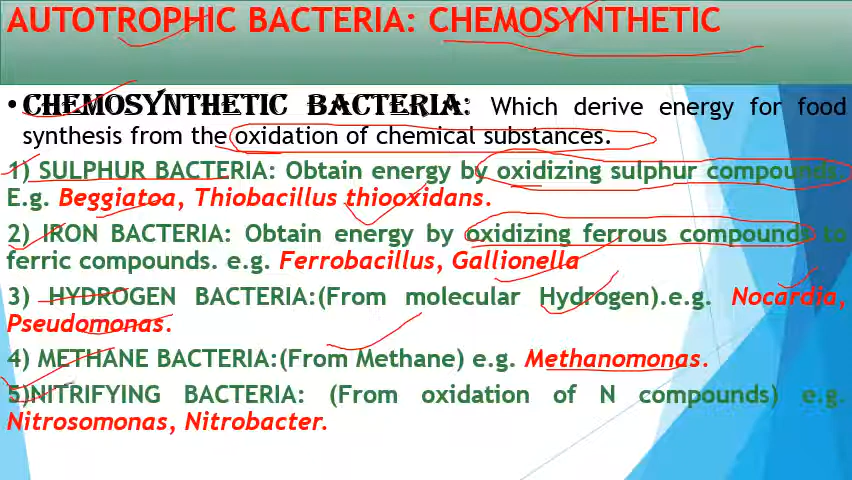 AUTOTROPHIC BACTERIA: CHEMOSYNTHETIC
• CHEMOSYNTHETIC BACTERIA: Which derive energy for food
synthesis from the oxidation of chemical substances.
1) SULPHUR BACTERIA: Obtain energy by oxidizing sulphur compounds.
E.g. Beggiatoa, Thiobacillus thiooxidans.
2) IRON BACTERIA: Obtain energy by oxidizing ferrous compounds to
ferric compounds. e.g. Ferrobacillus, Gallionella
3) HYDROGEN BACTERIA:(From molecular Hydrogen).e.g. Nocardia,
Pseudomonas.
4) METHANE BACTERIA:(From Methane) e.g. Methanomonas.
5)NITRIFYING BACTERIA: (From oxidation of N compounds) e.g.
Nitrosomonas, Nitrobacter.